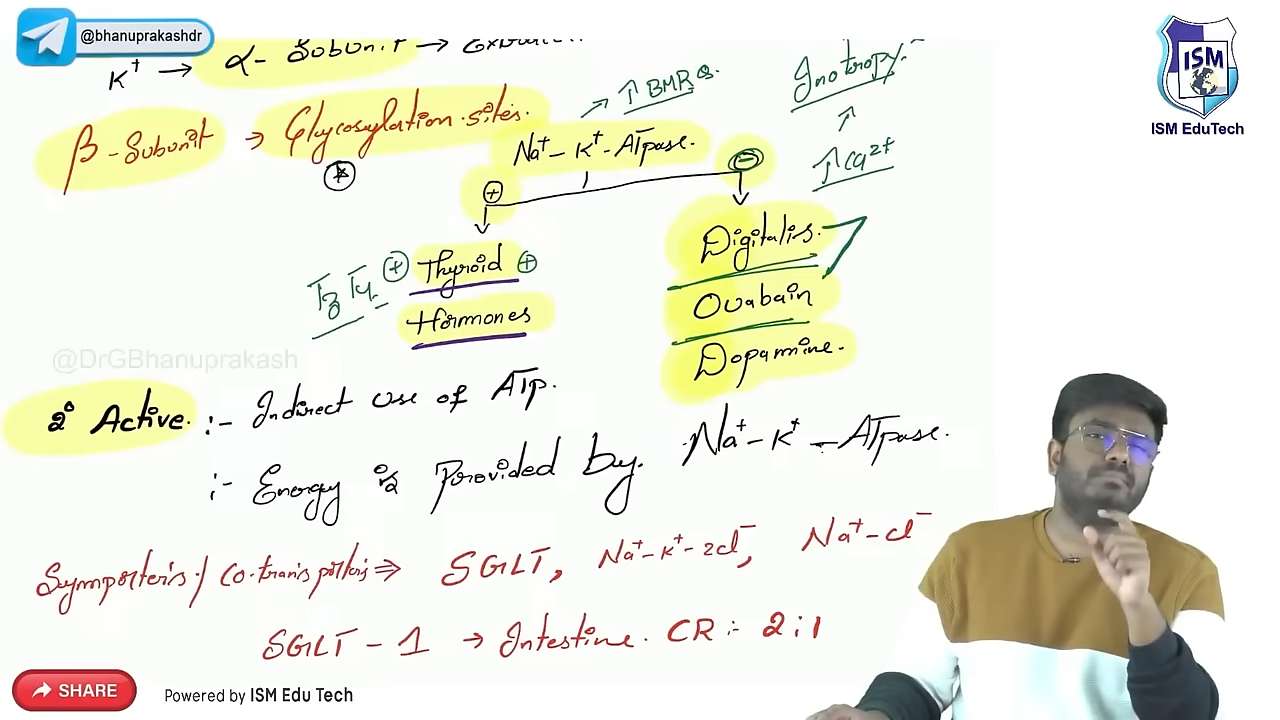 @bhanuprakashdr
K⁺ → α- Subunit →
ISM
ISM EduTech
β-Subunit → Glycosylation sites.
↑ BMR
Inotropy
↑
↑ Ca²⁺
Na⁺-K⁺-ATpase.
⊕ ⊖
T₃ T₄ ⊕ Thyroid ⊕
Hormones
Digitalis.
Ouabain
Dopamine.
@DrGBhanuprakash
2° Active. :- Indirect use of ATp.
:- Energy is Provided by. Na⁺-K⁺-ATpase.
Symporters / Co-transporters ⇒ SGLT, Na⁺-K⁺-2cl⁻, Na⁺-cl⁻
SGLT-1 → Intestine. CR:- 2:1
SHARE
Powered by ISM Edu Tech